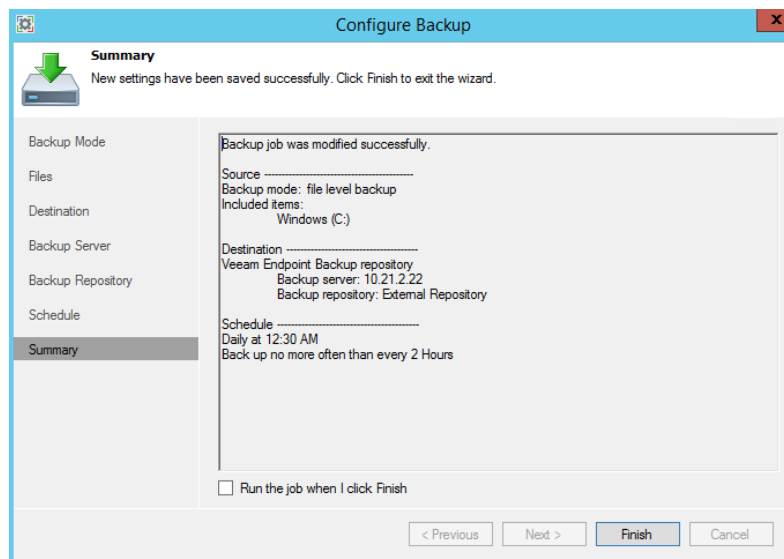 Configure Backup
X
Summary
New settings have been saved successfully. Click Finish to exit the wizard.
Backup Mode
Files
Destination
Backup Server
Backup Repository
Schedule
Summary
Backup job was modified successfully.
Source -------------------------------------------
Backup mode: file level backup
Included items:
Windows (C:)
Destination --------------------------------------
Veeam Endpoint Backup repository
Backup server: 10.21.2.22
Backup repository: External Repository
Schedule -----------------------------------------
Daily at 12:30 AM
Back up no more often than every 2 Hours
Run the job when I click Finish
< Previous
Next >
Finish
Cancel